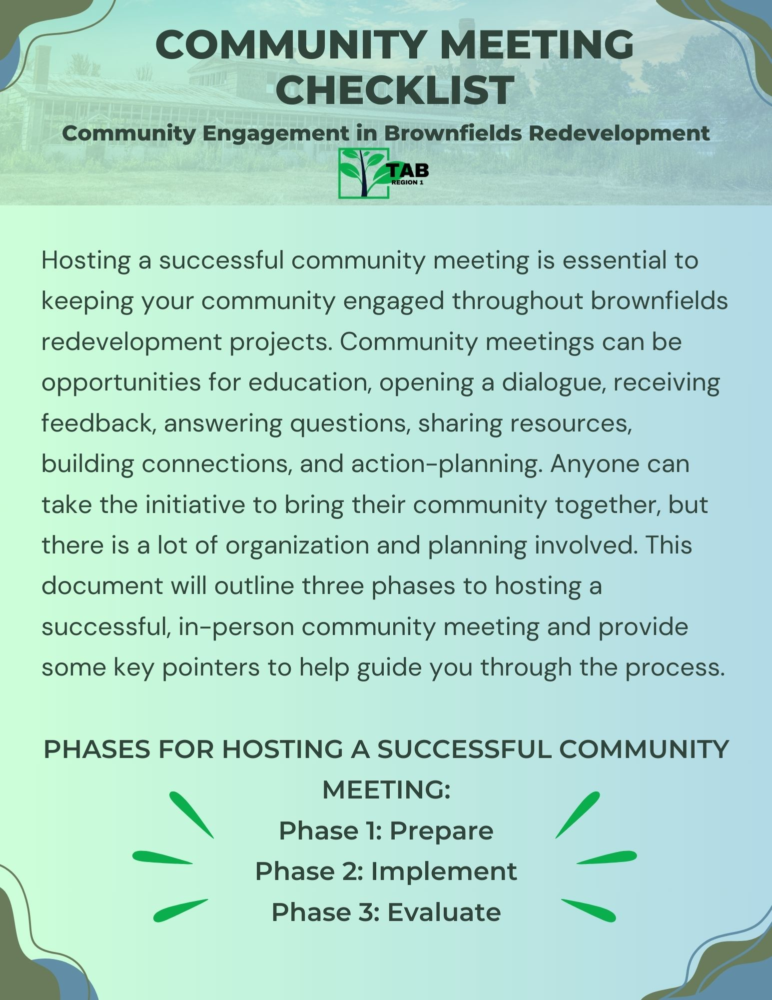 COMMUNITY MEETING
CHECKLIST
Community Engagement in Brownfields Redevelopment
TAB
REGION 1
Hosting a successful community meeting is essential to
keeping your community engaged throughout brownfields
redevelopment projects. Community meetings can be
opportunities for education, opening a dialogue, receiving
feedback, answering questions, sharing resources,
building connections, and action-planning. Anyone can
take the initiative to bring their community together, but
there is a lot of organization and planning involved. This
document will outline three phases to hosting a
successful, in-person community meeting and provide
some key pointers to help guide you through the process.
PHASES FOR HOSTING A SUCCESSFUL COMMUNITY
MEETING:
Phase 1: Prepare
Phase 2: Implement
Phase 3: Evaluate